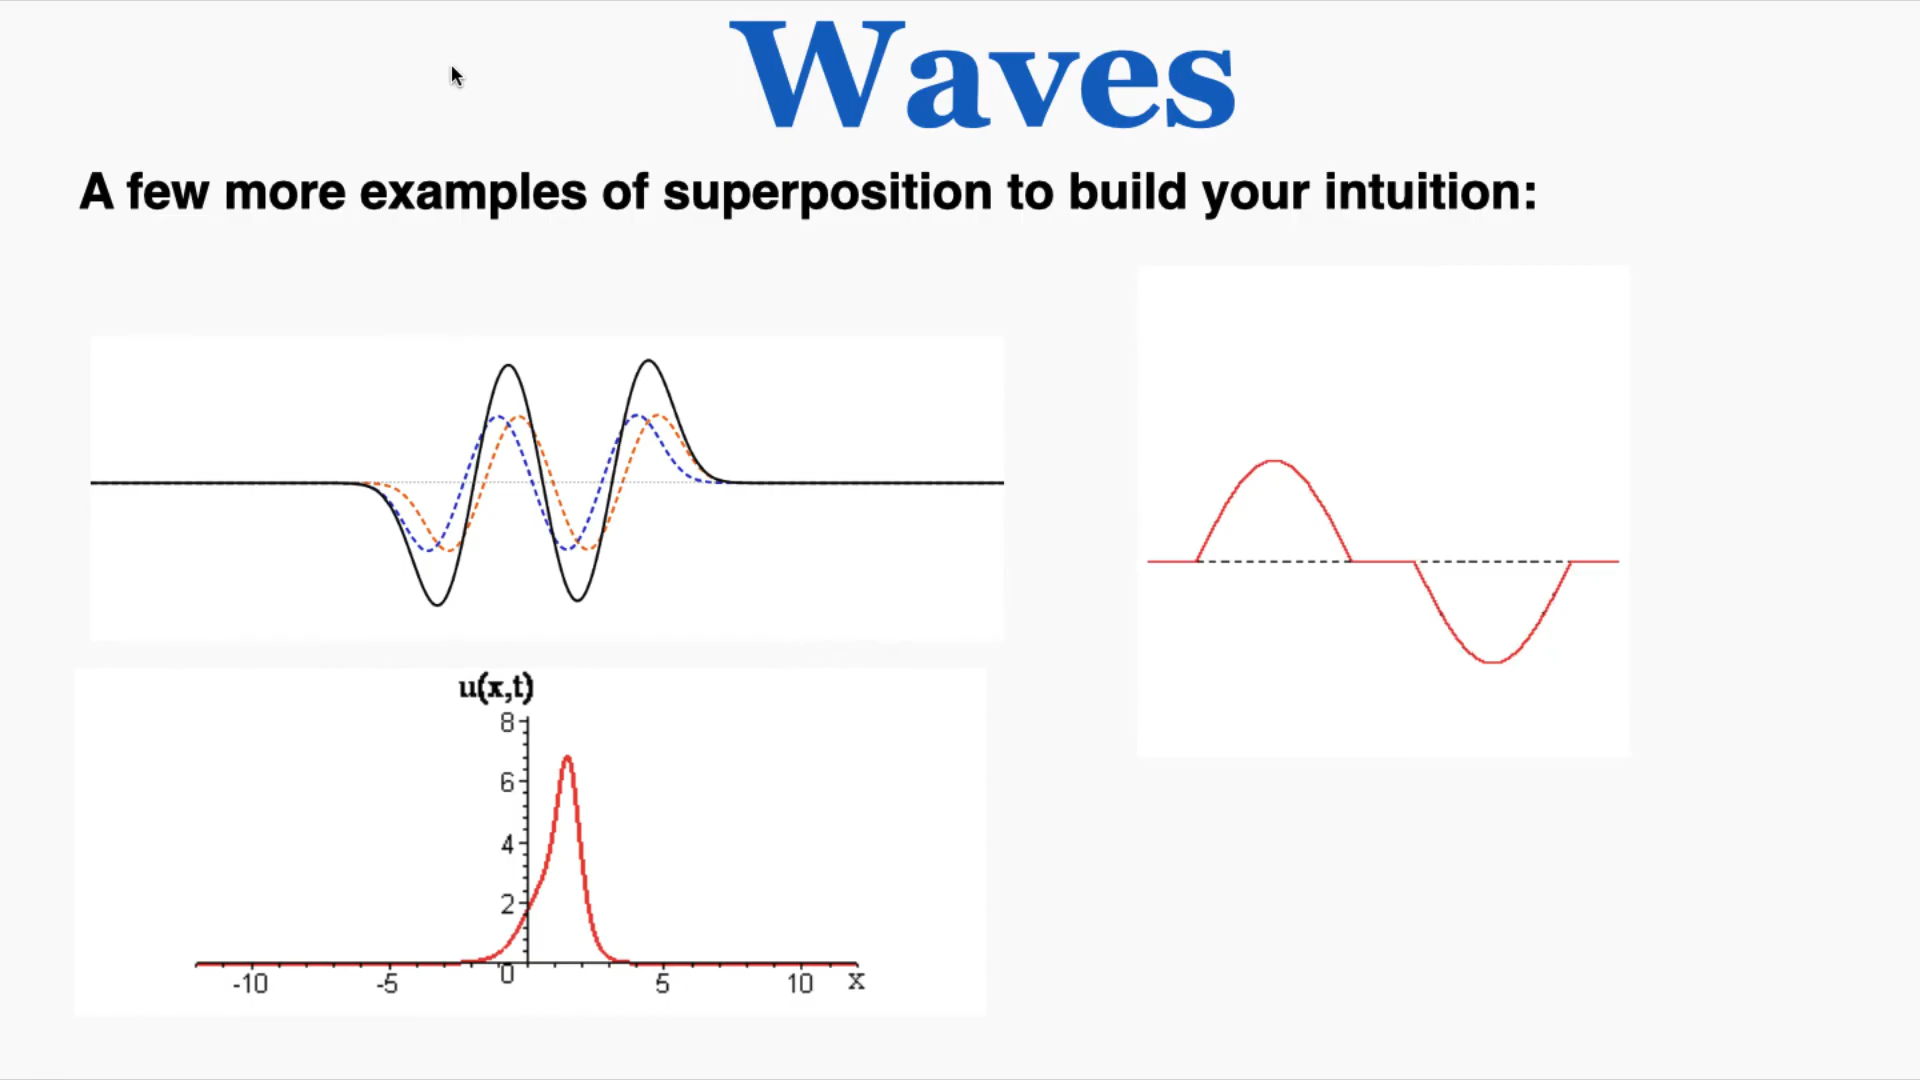 Waves
A few more examples of superposition to build your intuition:
u(x,t)
8
6
4
2
0
-10 -5 5 10 x